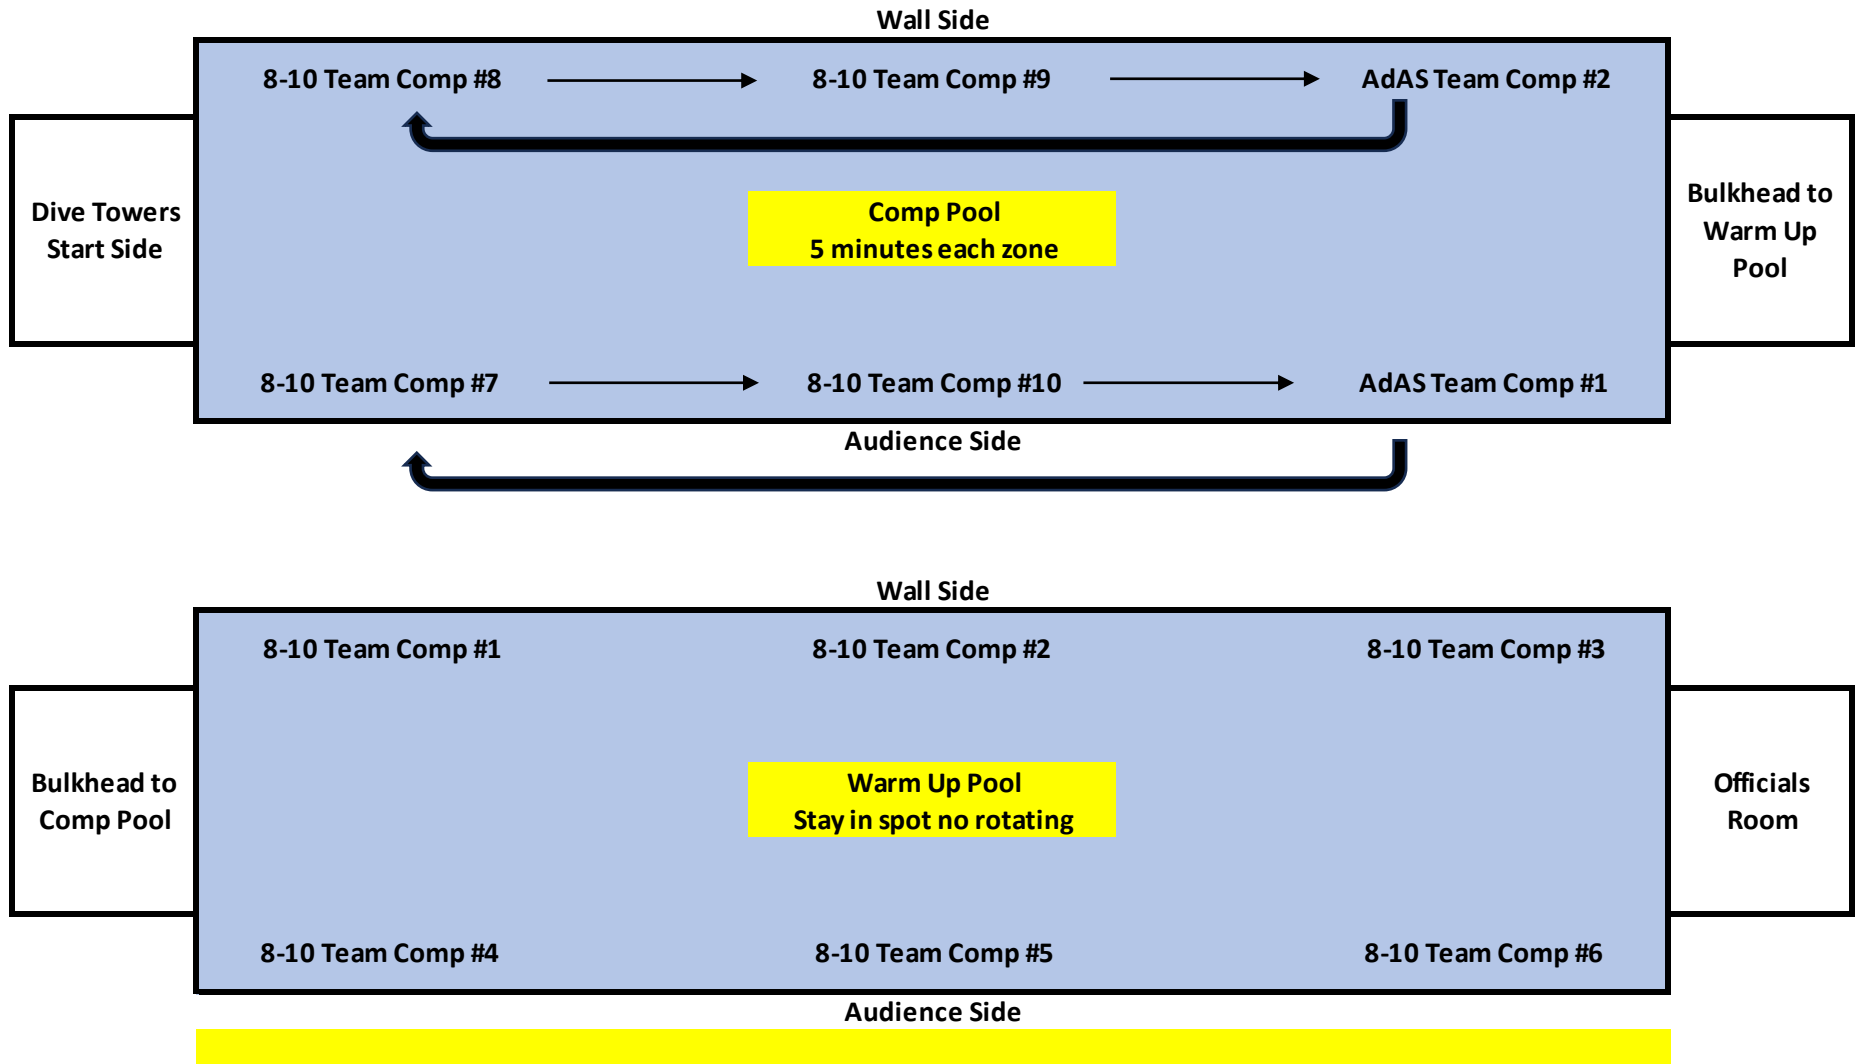 Wall Side
8-10 Team Comp #8
8-10 Team Comp #9
AdAS Team Comp #2
Dive Towers
Start Side
Comp Pool
5 minutes each zone
Bulkhead to
Warm Up
Pool
8-10 Team Comp #7
8-10 Team Comp #10
AdAS Team Comp #1
Audience Side
Wall Side
8-10 Team Comp #1
8-10 Team Comp #2
8-10 Team Comp #3
Bulkhead to
Comp Pool
Warm Up Pool
Stay in spot no rotating
Officials
Room
8-10 Team Comp #4
8-10 Team Comp #5
8-10 Team Comp #6
Audience Side